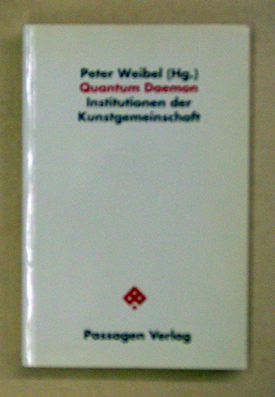 Peter Weibel (Hg.)
Quantum Daemon
Institutionen der
Kunstgemeinschaft
Passagen Verlag